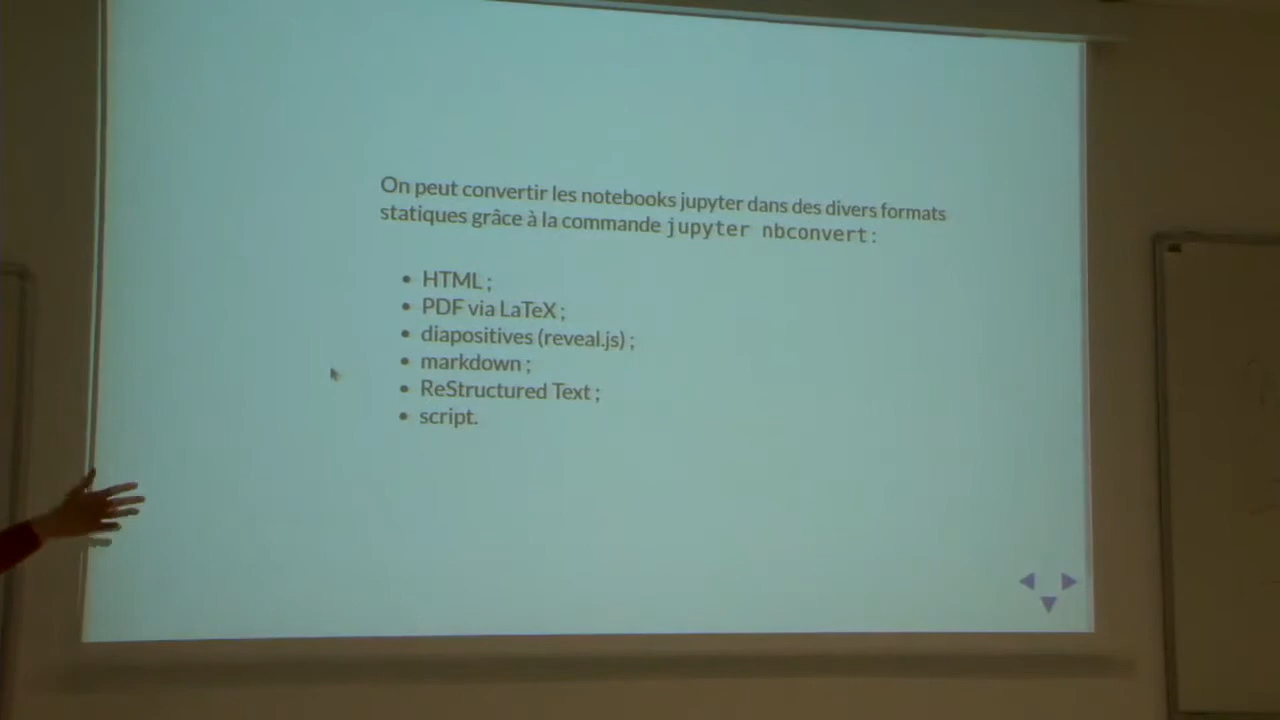 On peut convertir les notebooks jupyter dans des divers formats
statiques grâce à la commande jupyter nbconvert :
• HTML ;
• PDF via LaTeX ;
• diapositives (reveal.js) ;
• markdown ;
• ReStructured Text ;
• script.